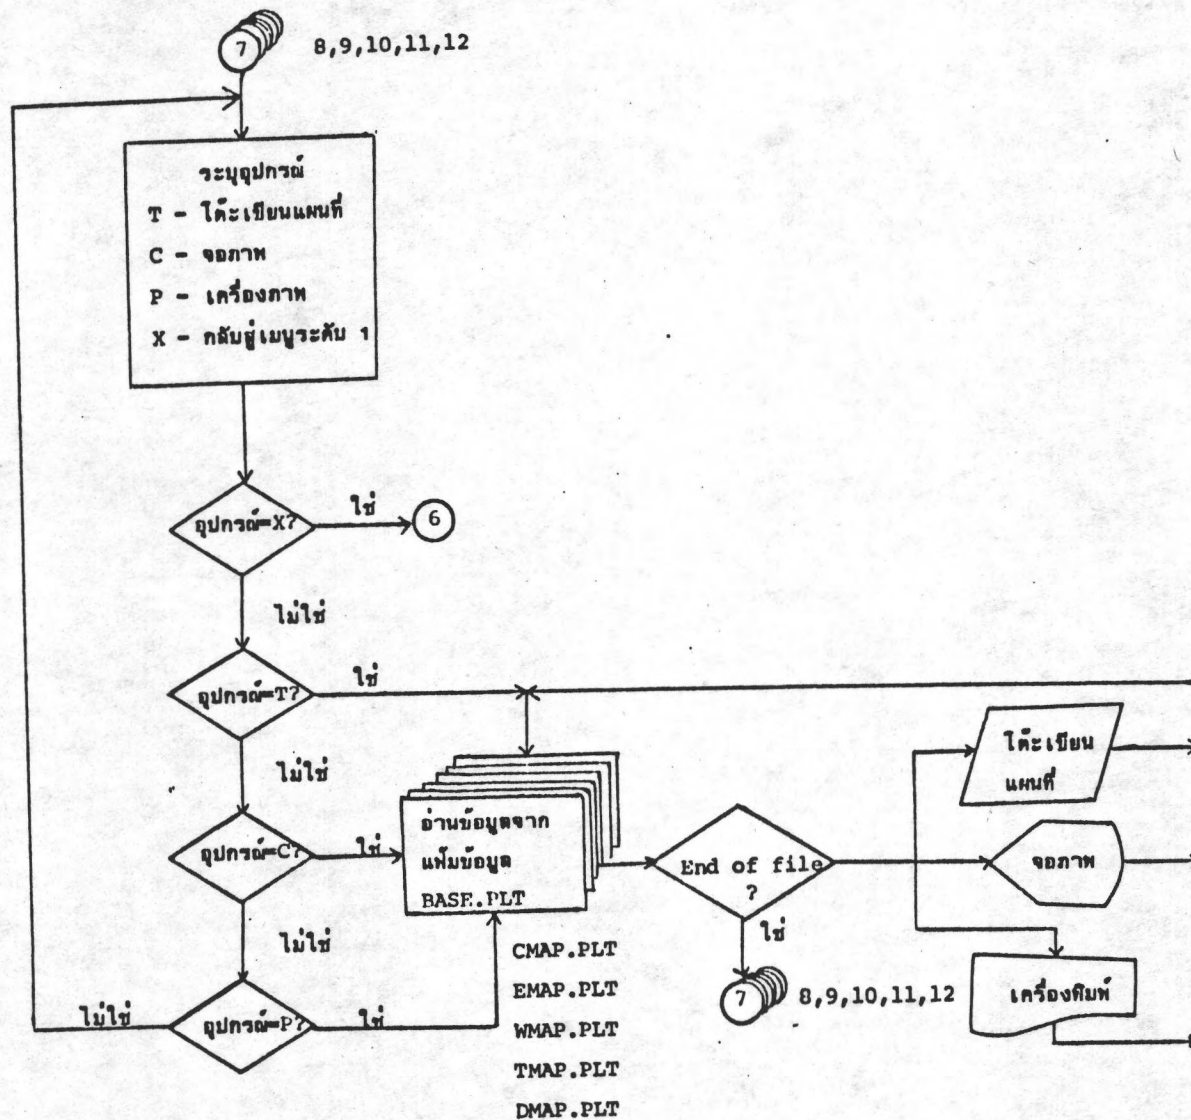 7 8,9,10,11,12
ระบุอุปกรณ์
T - โต๊ะเขียนแผนที่
C - จอภาพ
P - เครื่องภาพ
X - กลับสู่เมนูระดับ 1
อุปกรณ์=X?
ใช่
6
ไม่ใช่
อุปกรณ์=T?
ใช่
ไม่ใช่
อุปกรณ์=C?
ใช่
อ่านข้อมูลจาก
แฟ้มข้อมูล
BASE.PLT
End of file
?
โต๊ะเขียน
แผนที่
จอภาพ
เครื่องพิมพ์
ใช่
7 8,9,10,11,12
ไม่ใช่
อุปกรณ์=P?
ใช่
ไม่ใช่
CMAP.PLT
EMAP.PLT
WMAP.PLT
TMAP.PLT
DMAP.PLT